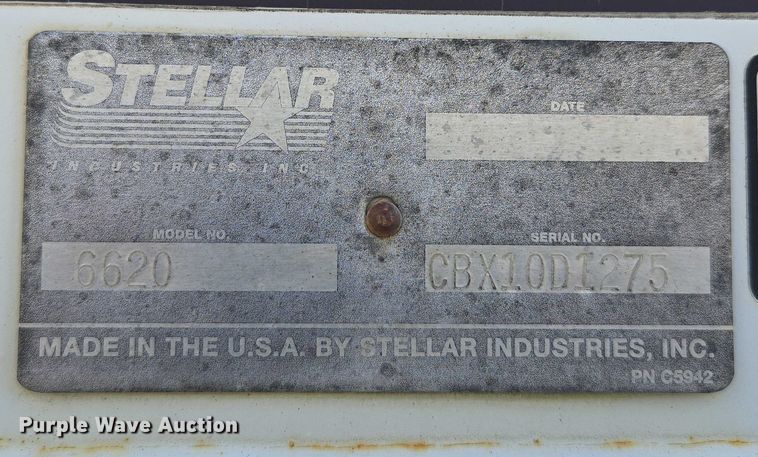 STELLAR
INDUSTRIES, INC.
DATE
MODEL NO.
6620
SERIAL NO.
CBX10D1275
MADE IN THE U.S.A. BY STELLAR INDUSTRIES, INC.
PN C5942
Purple Wave Auction